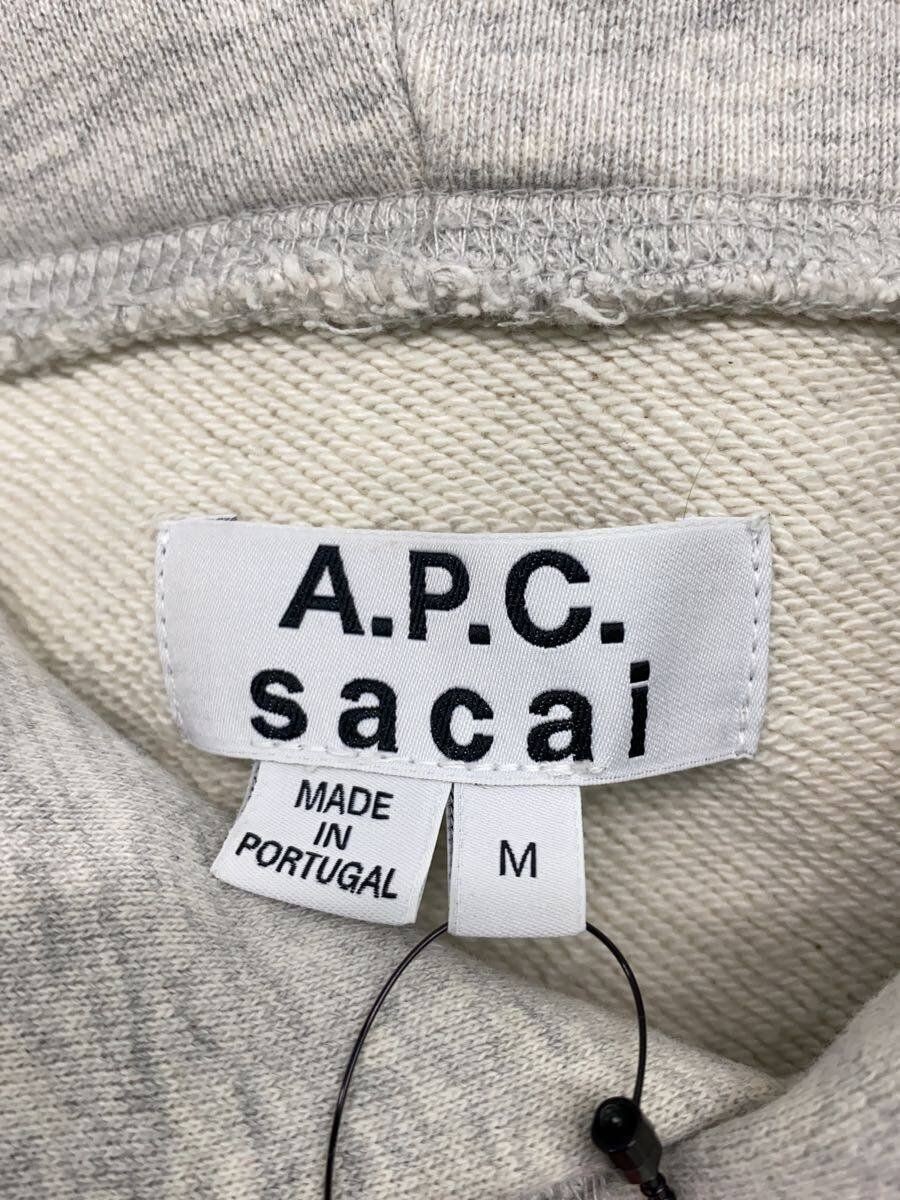 A.P.C.
sacai
MADE
IN
PORTUGAL
M